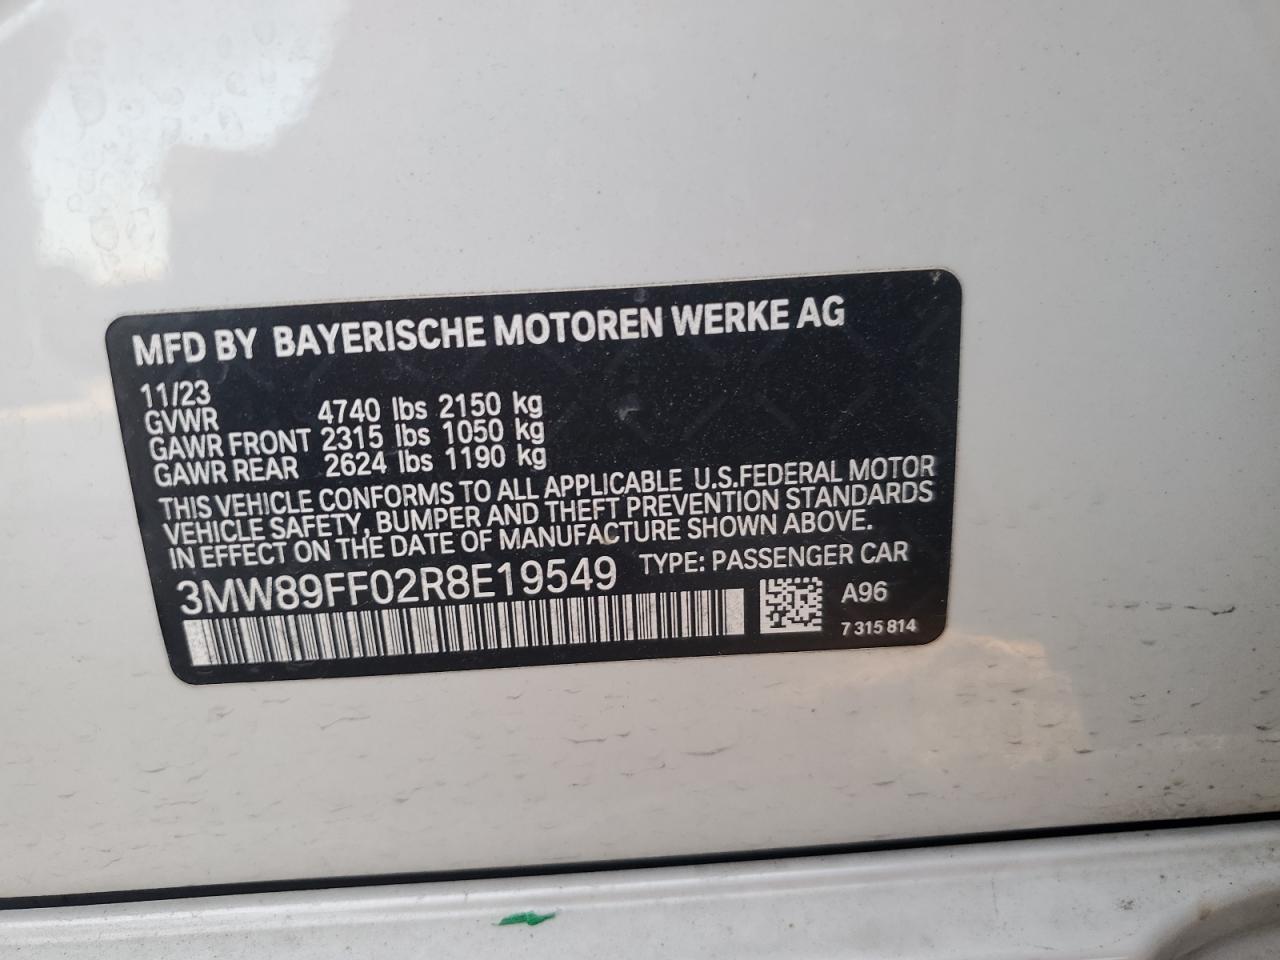 MFD BY BAYERISCHE MOTOREN WERKE AG
11/23
GVWR 4740 lbs 2150 kg
GAWR FRONT 2315 lbs 1050 kg
GAWR REAR 2624 lbs 1190 kg
THIS VEHICLE CONFORMS TO ALL APPLICABLE U.S.FEDERAL MOTOR
VEHICLE SAFETY, BUMPER AND THEFT PREVENTION STANDARDS
IN EFFECT ON THE DATE OF MANUFACTURE SHOWN ABOVE.
3MW89FF02R8E19549 TYPE: PASSENGER CAR
A96
7 315 814